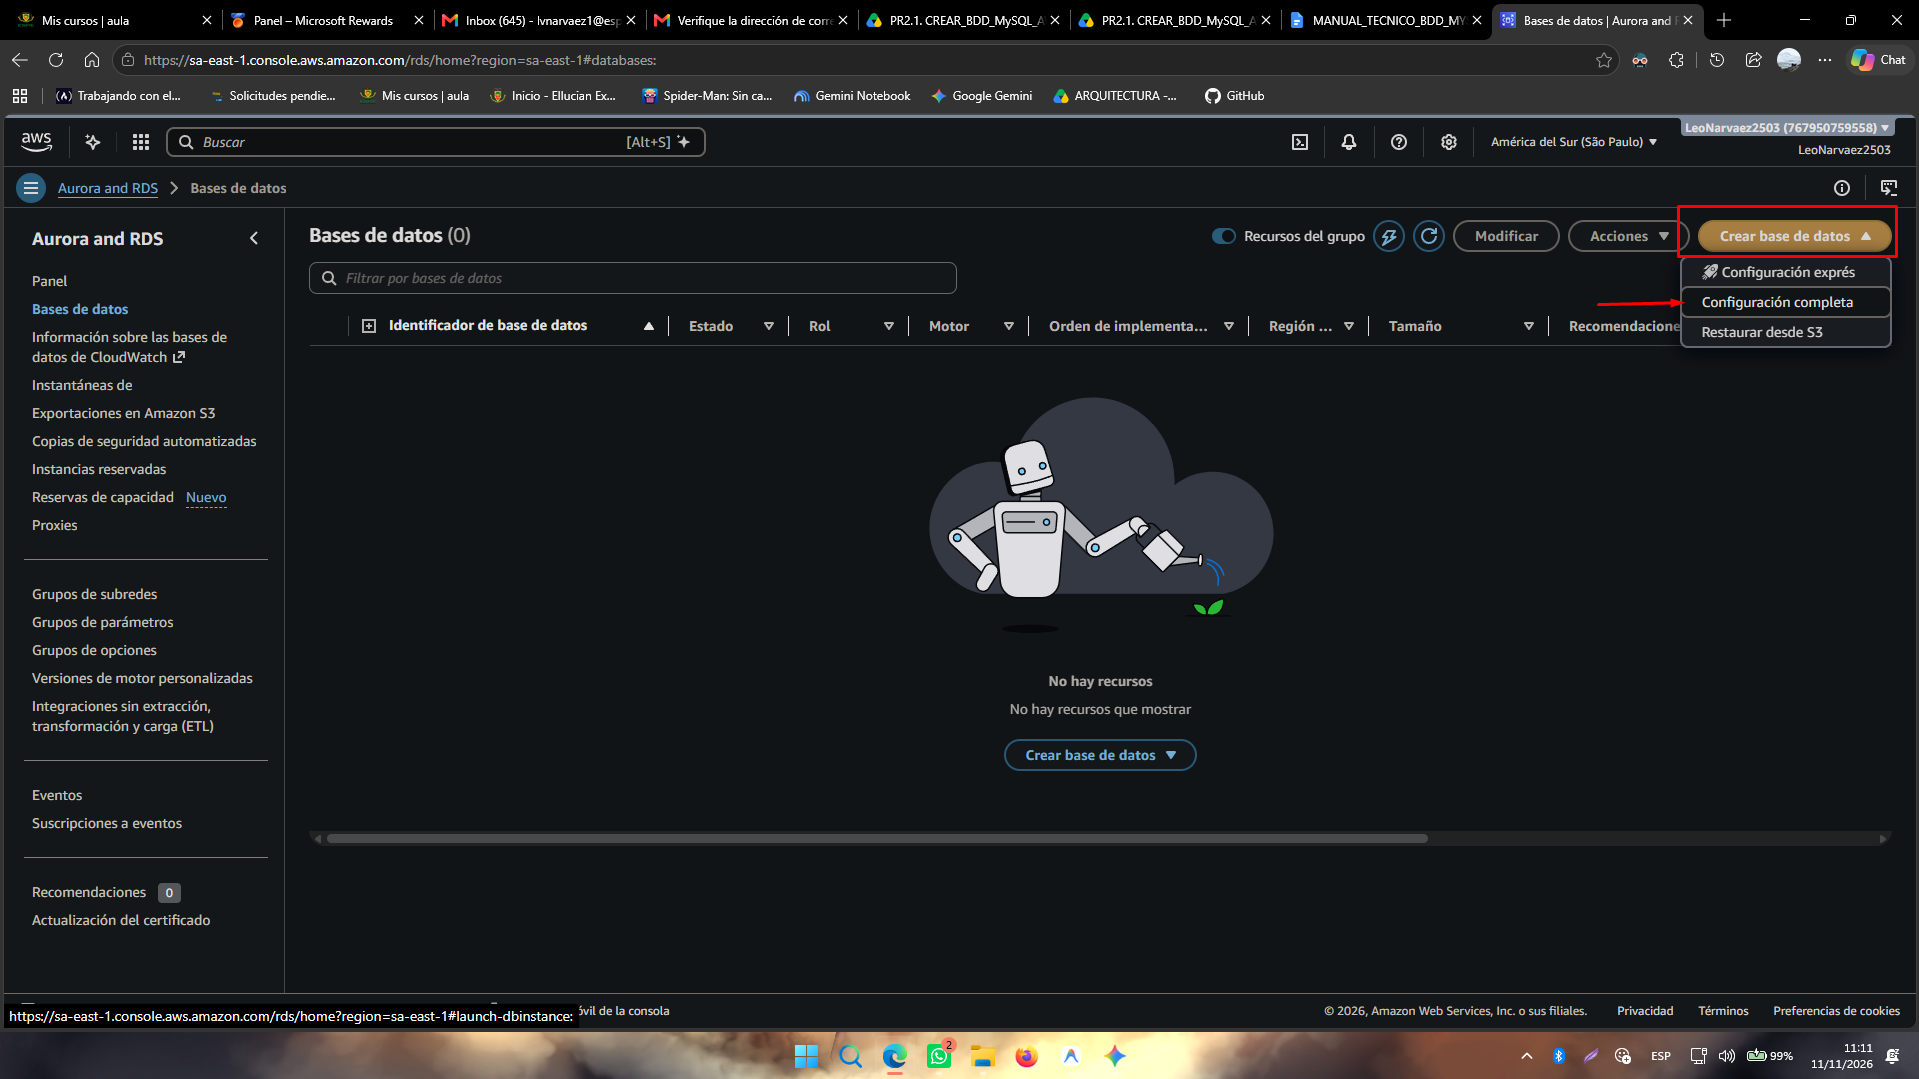 Mis cursos | aula
Panel – Microsoft Rewards
Inbox (645) - lvnarvaez1@esp
Verifique la dirección de corre
PR2.1. CREAR_BDD_MySQL_A
PR2.1. CREAR_BDD_MySQL_A
MANUAL_TECNICO_BDD_MY
Bases de datos | Aurora and R
https://sa-east-1.console.aws.amazon.com/rds/home?region=sa-east-1#databases:
Chat
Trabajando con el...
Solicitudes pendie...
Mis cursos | aula
Inicio - Ellucian Ex...
Spider-Man: Sin ca...
Gemini Notebook
Google Gemini
ARQUITECTURA -...
GitHub
aws
Buscar
[Alt+S]
América del Sur (São Paulo)
LeoNarvaez2503 (767950759558)
LeoNarvaez2503
Aurora and RDS
Bases de datos
Aurora and RDS
Panel
Bases de datos
Información sobre las bases de
datos de CloudWatch
Instantáneas de
Exportaciones en Amazon S3
Copias de seguridad automatizadas
Instancias reservadas
Reservas de capacidad Nuevo
Proxies
Grupos de subredes
Grupos de parámetros
Grupos de opciones
Versiones de motor personalizadas
Integraciones sin extracción,
transformación y carga (ETL)
Eventos
Suscripciones a eventos
Recomendaciones 0
Actualización del certificado
Bases de datos (0)
Recursos del grupo
Modificar
Acciones
Crear base de datos
Configuración exprés
Configuración completa
Restaurar desde S3
Filtrar por bases de datos
Identificador de base de datos
Estado
Rol
Motor
Orden de implementa...
Región ...
Tamaño
Recomendacione
No hay recursos
No hay recursos que mostrar
Crear base de datos
https://sa-east-1.console.aws.amazon.com/rds/home?region=sa-east-1#launch-dbinstance:
óvil de la consola
© 2026, Amazon Web Services, Inc. o sus filiales.
Privacidad
Términos
Preferencias de cookies
2
ESP
99%
11:11
11/11/2026